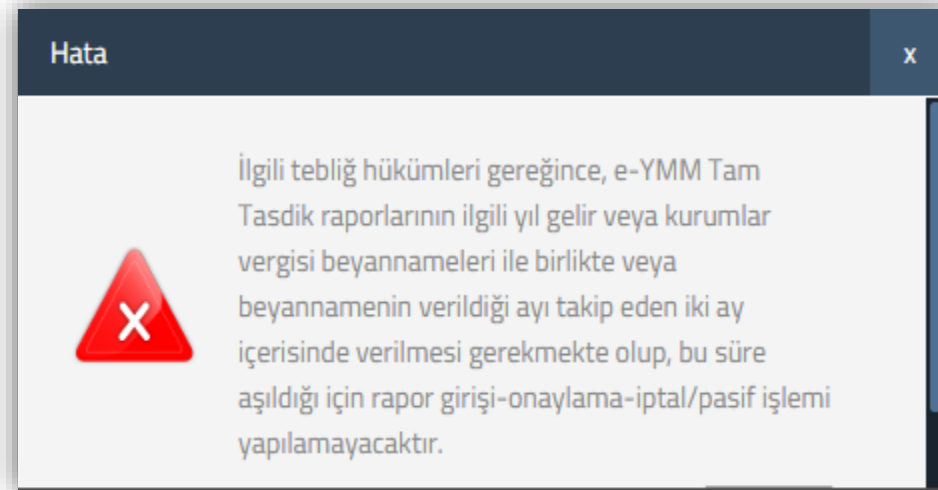 Hata
x
İlgili tebliğ hükümleri gereğince, e-YMM Tam
Tasdik raporlarının ilgili yıl gelir veya kurumlar
vergisi beyannameleri ile birlikte veya
beyannamenin verildiği ayı takip eden iki ay
içerisinde verilmesi gerekmekte olup, bu süre
aşıldığı için rapor girişi-onaylama-iptal/pasif işlemi
yapılamayacaktır.